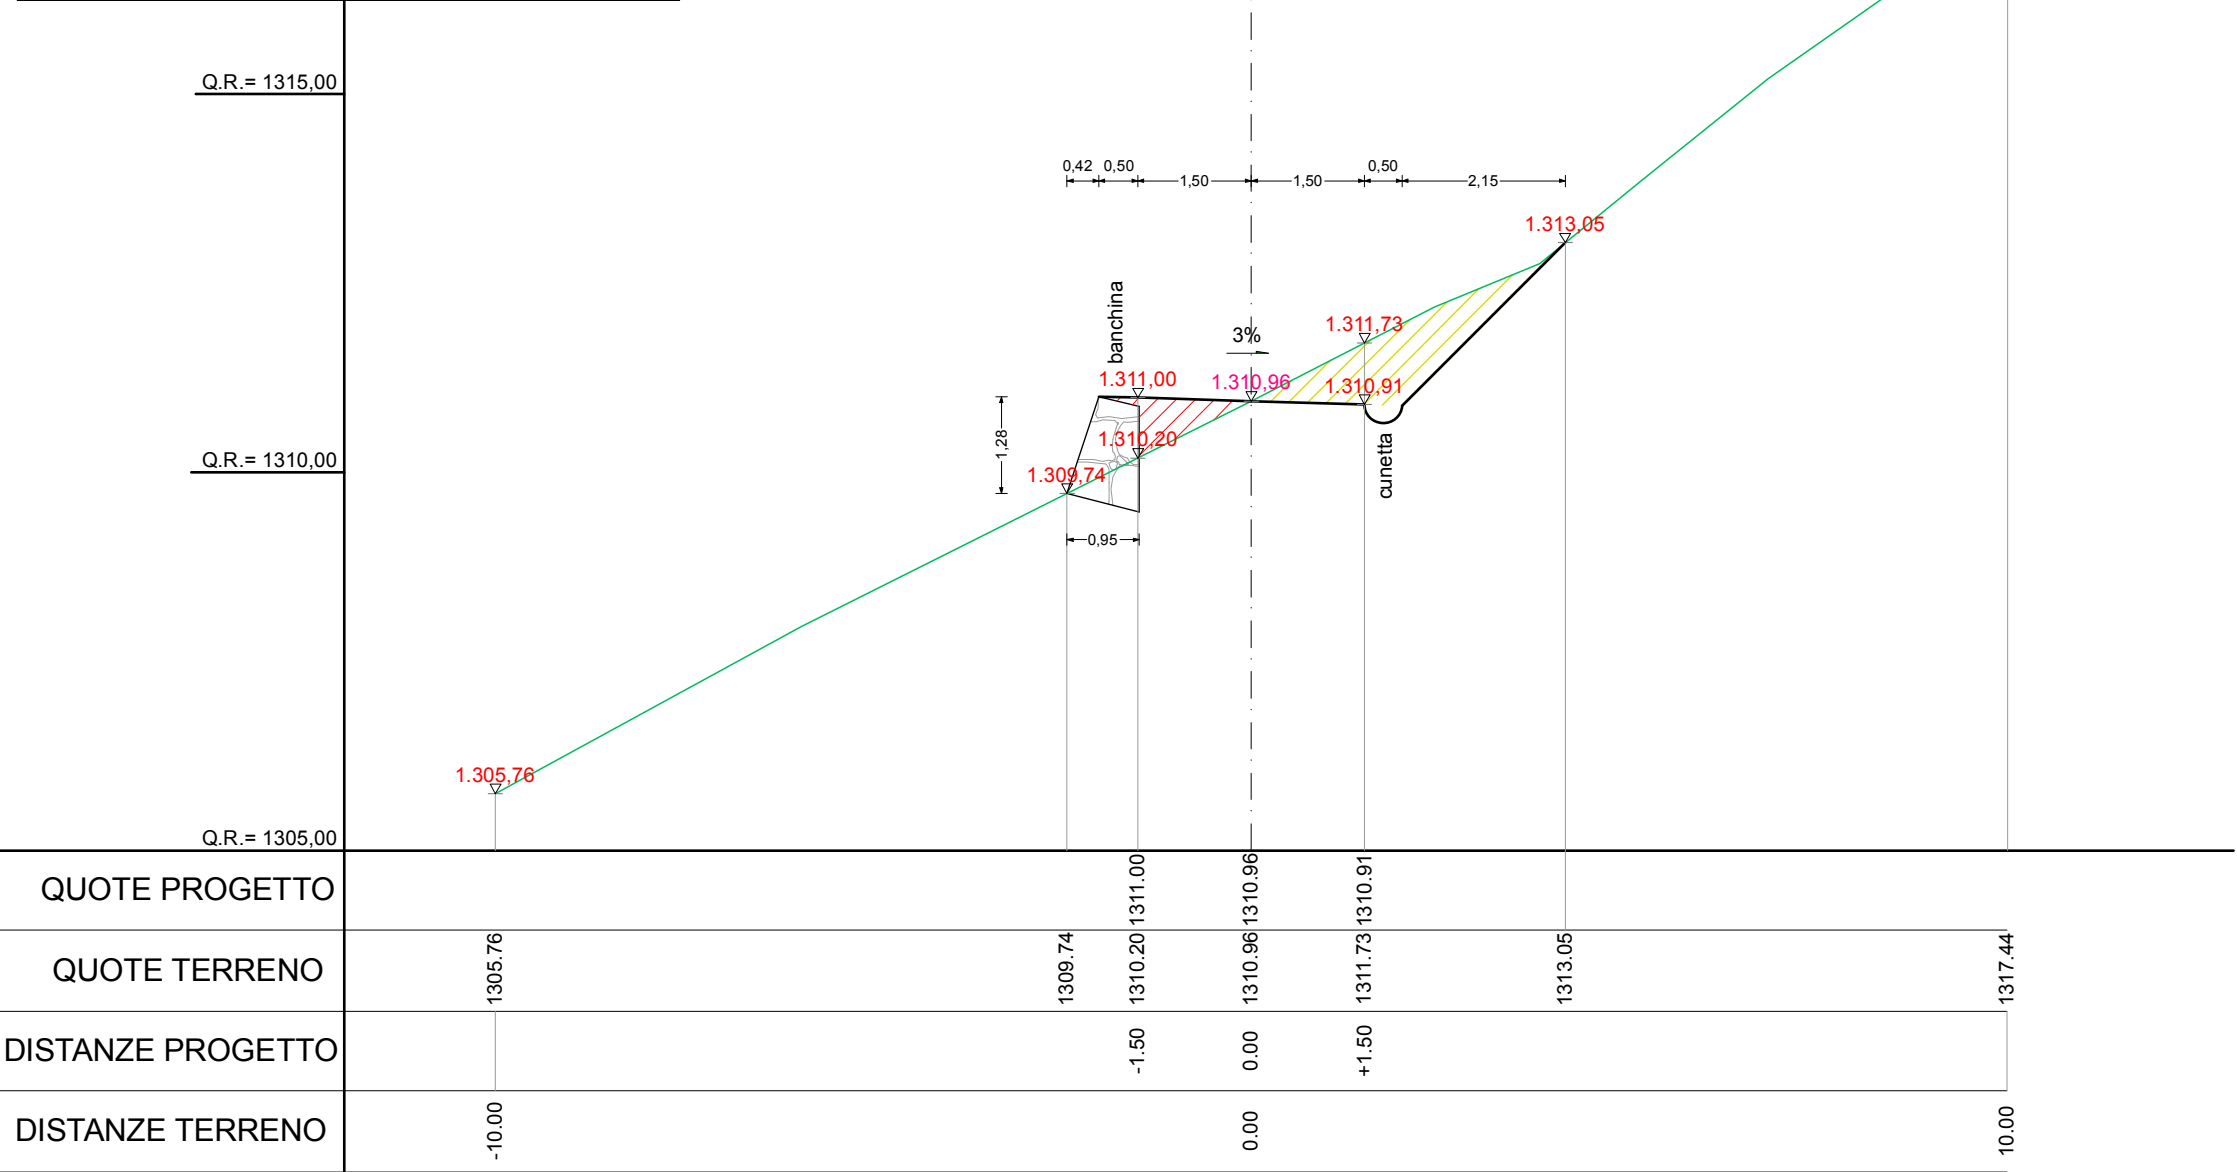 Q.R.= 1315,00
0,42 0,50 0,50
1,50 1,50 2,15
1.313,05
banchina
1.311,73
3%
1.311,00 1.310,96 1.310,91
1,28
1.310,20
cunetta
Q.R.= 1310,00
1.309,74
0,95
1.305,76
Q.R.= 1305,00
QUOTE PROGETTO 1311.00 1310.96 1310.91
QUOTE TERRENO 1305.76 1309.74 1310.20 1310.96 1311.73 1313.05 1317.44
DISTANZE PROGETTO -1.50 0.00 +1.50
DISTANZE TERRENO -10.00 0.00 10.00